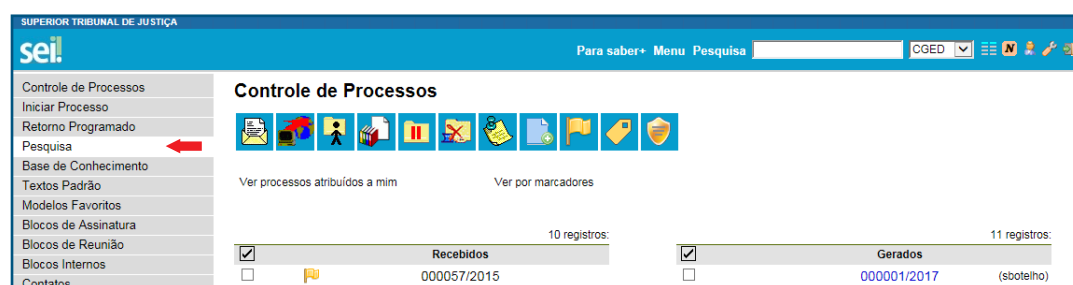 SUPERIOR TRIBUNAL DE JUSTIÇA
sei!
Para saber+ Menu Pesquisa
CGED
N
Controle de Processos
Iniciar Processo
Retorno Programado
Pesquisa
Base de Conhecimento
Textos Padrão
Modelos Favoritos
Blocos de Assinatura
Blocos de Reunião
Blocos Internos
Contatos
Controle de Processos
Ver processos atribuídos a mim
Ver por marcadores
10 registros:
Recebidos
000057/2015
11 registros:
Gerados
000001/2017 (sbotelho)